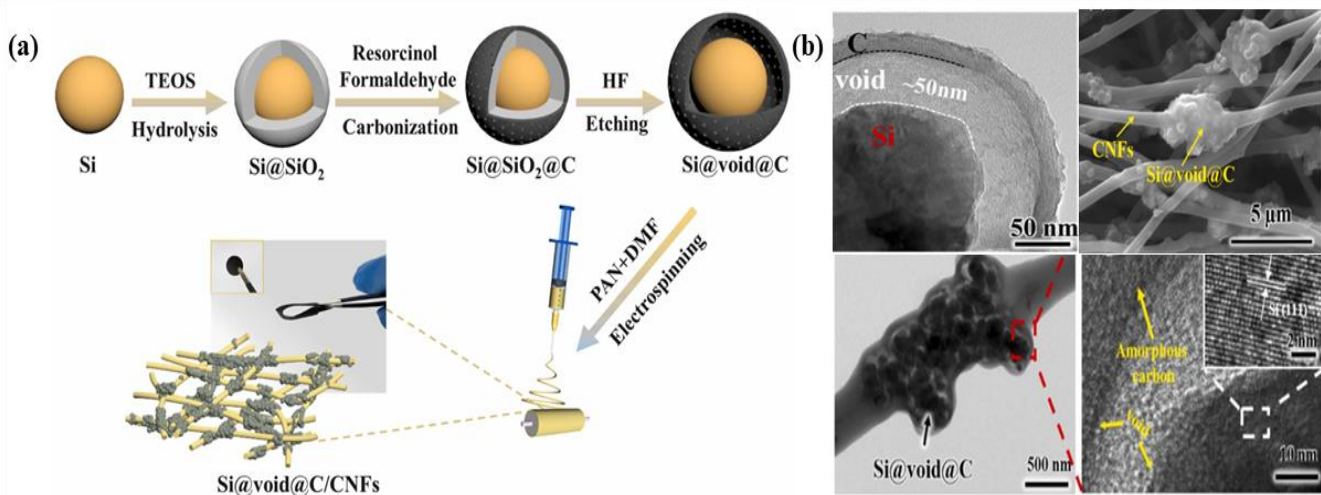 (a)
Si
TEOS
Hydrolysis
Si@SiO₂
Resorcinol
Formaldehyde
Carbonization
Si@SiO₂@C
HF
Etching
Si@void@C
PAN+DMF
Electrospinning
Si@void@C/CNFs
(b)
C
void ~50nm
Si
50 nm
CNFs
Si@void@C
5 μm
Si@void@C
500 nm
Amorphous
carbon
void
Si(111)
2 nm
10 nm